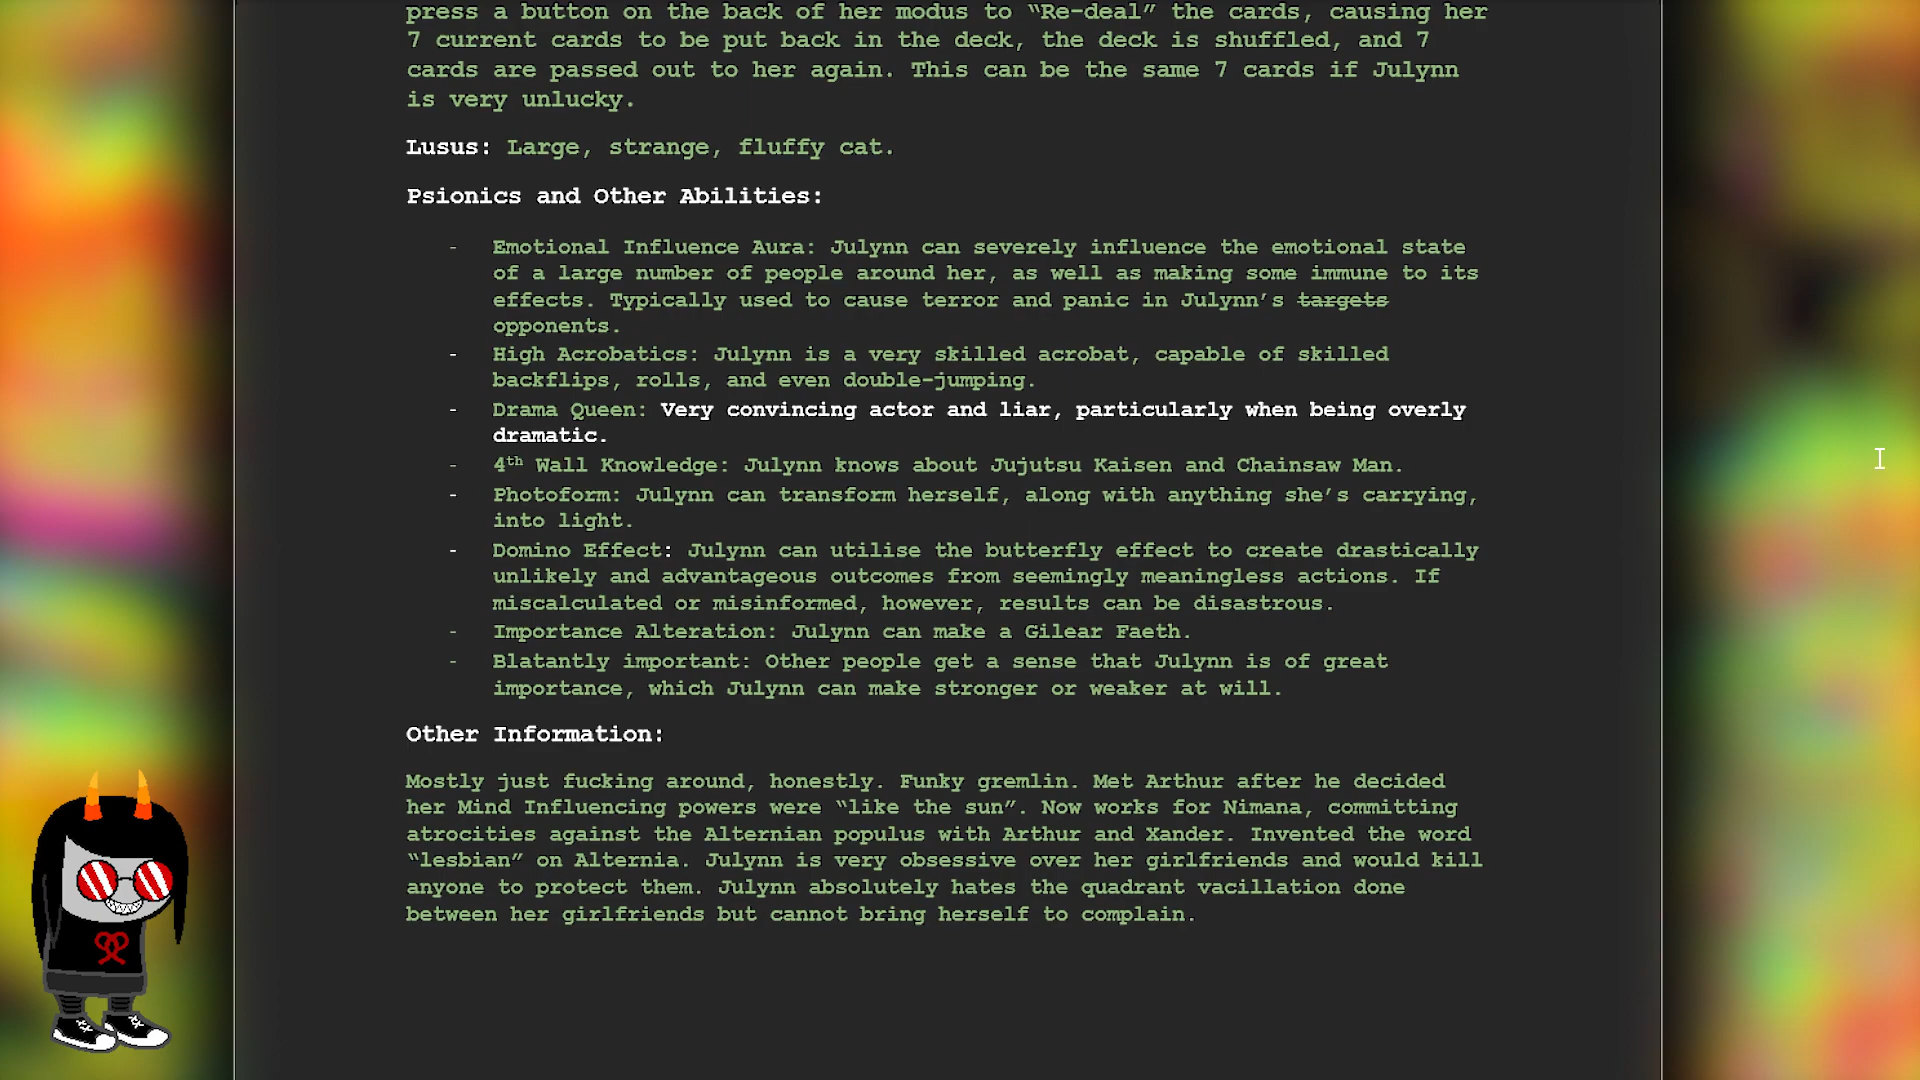 press a button on the back of her modus to “Re-deal” the cards, causing her
7 current cards to be put back in the deck, the deck is shuffled, and 7
cards are passed out to her again. This can be the same 7 cards if Julynn
is very unlucky.
Lusus: Large, strange, fluffy cat.
Psionics and Other Abilities:
- Emotional Influence Aura: Julynn can severely influence the emotional state
of a large number of people around her, as well as making some immune to its
effects. Typically used to cause terror and panic in Julynn’s targets
opponents.
- High Acrobatics: Julynn is a very skilled acrobat, capable of skilled
backflips, rolls, and even double-jumping.
- Drama Queen: Very convincing actor and liar, particularly when being overly
dramatic.
- 4th Wall Knowledge: Julynn knows about Jujutsu Kaisen and Chainsaw Man.
- Photoform: Julynn can transform herself, along with anything she’s carrying,
into light.
- Domino Effect: Julynn can utilise the butterfly effect to create drastically
unlikely and advantageous outcomes from seemingly meaningless actions. If
miscalculated or misinformed, however, results can be disastrous.
- Importance Alteration: Julynn can make a Gilear Faeth.
- Blatantly important: Other people get a sense that Julynn is of great
importance, which Julynn can make stronger or weaker at will.
Other Information:
Mostly just fucking around, honestly. Funky gremlin. Met Arthur after he decided
her Mind Influencing powers were “like the sun”. Now works for Nimana, committing
atrocities against the Alternian populus with Arthur and Xander. Invented the word
“lesbian” on Alternia. Julynn is very obsessive over her girlfriends and would kill
anyone to protect them. Julynn absolutely hates the quadrant vacillation done
between her girlfriends but cannot bring herself to complain.